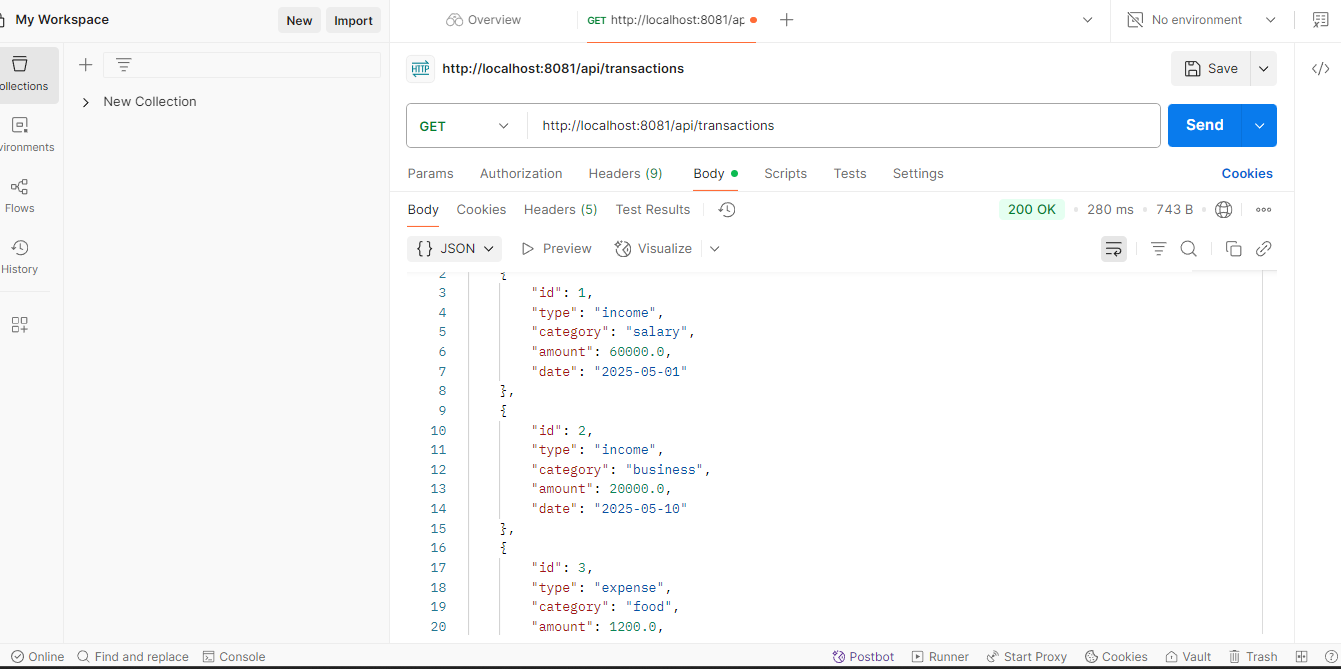 My Workspace
New
Import
Overview
GET http://localhost:8081/ap
No environment
ollections
vironments
Flows
History
New Collection
HTTP
http://localhost:8081/api/transactions
Save
GET
http://localhost:8081/api/transactions
Send
Params
Authorization
Headers (9)
Body
Scripts
Tests
Settings
Cookies
Body
Cookies
Headers (5)
Test Results
200 OK
280 ms
743 B
{} JSON
Preview
Visualize
2 {
3 "id": 1,
4 "type": "income",
5 "category": "salary",
6 "amount": 60000.0,
7 "date": "2025-05-01"
8 },
9 {
10 "id": 2,
11 "type": "income",
12 "category": "business",
13 "amount": 20000.0,
14 "date": "2025-05-10"
15 },
16 {
17 "id": 3,
18 "type": "expense",
19 "category": "food",
20 "amount": 1200.0,
Online
Find and replace
Console
Postbot
Runner
Start Proxy
Cookies
Vault
Trash